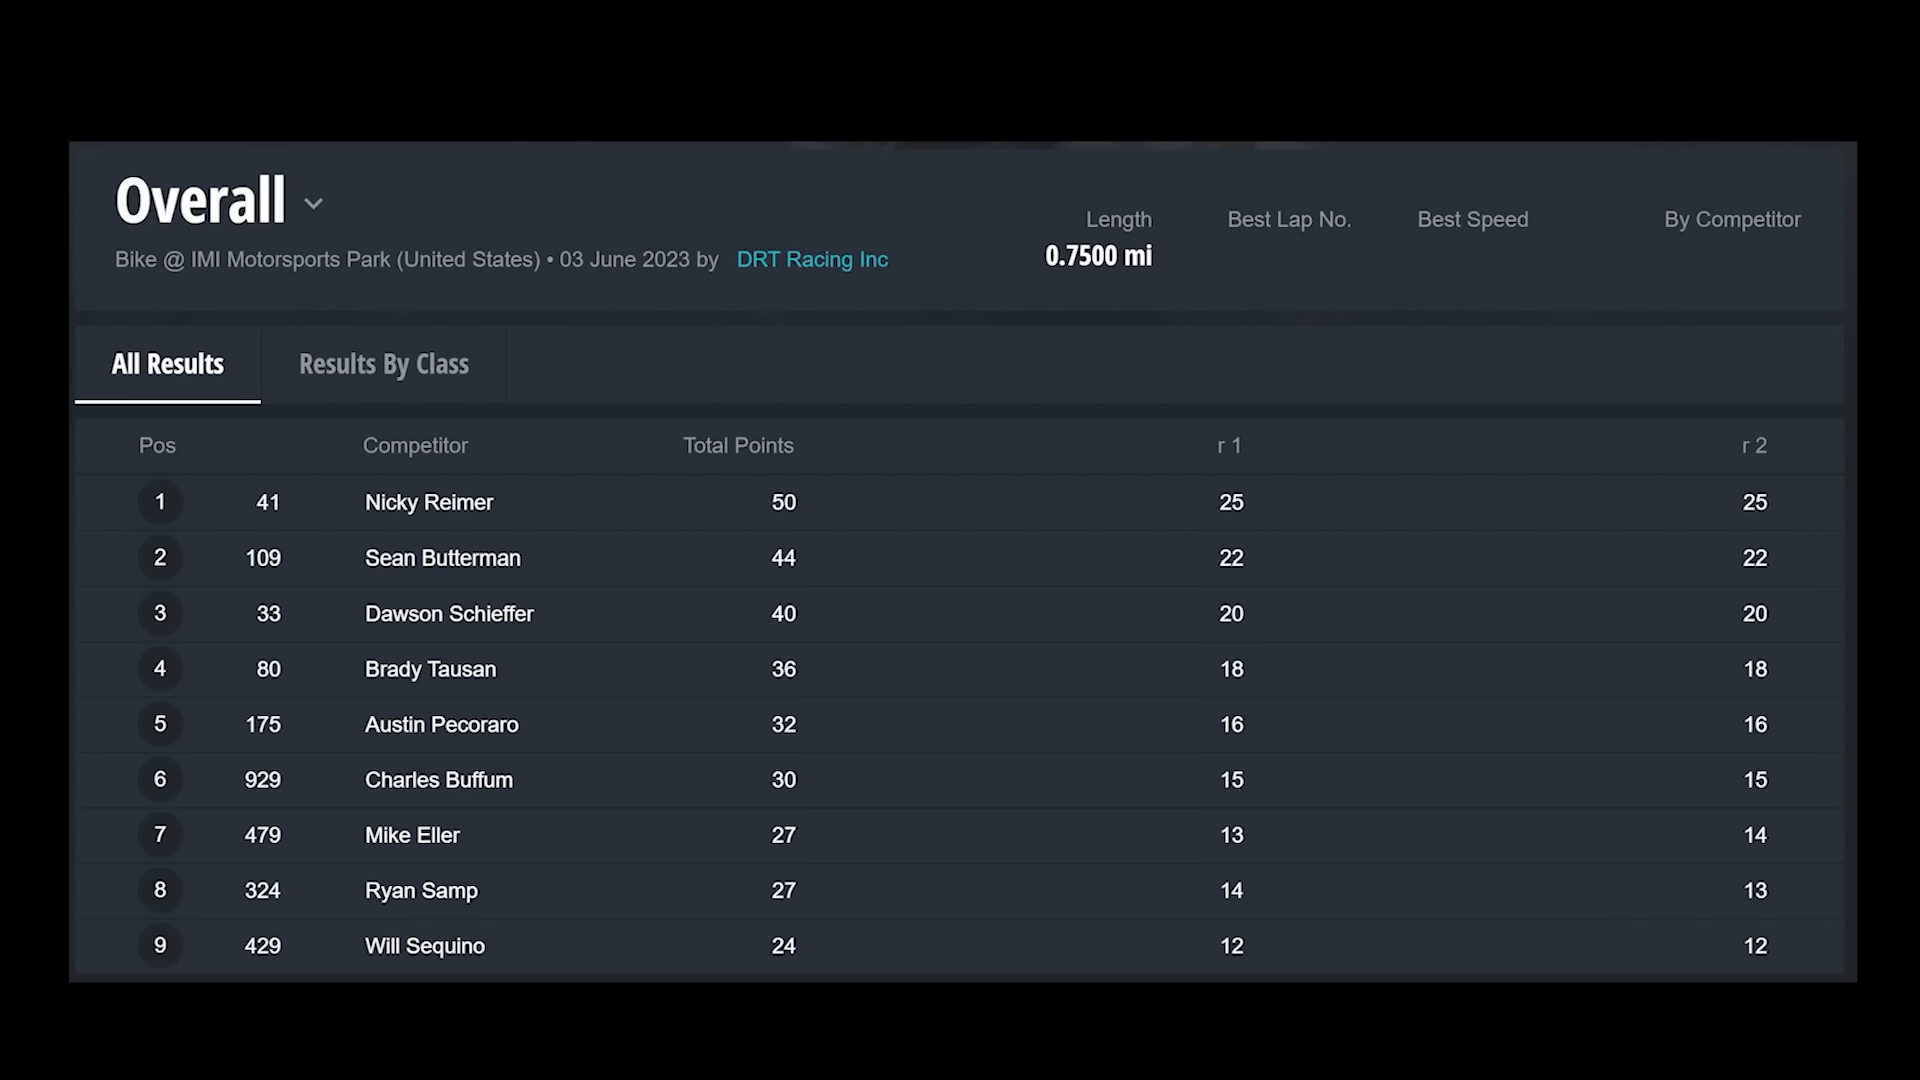 Overall
Bike @ IMI Motorsports Park (United States) • 03 June 2023 by DRT Racing Inc
Length Best Lap No. Best Speed By Competitor
0.7500 mi
All Results Results By Class
Pos Competitor Total Points r 1 r 2
1 41 Nicky Reimer 50 25 25
2 109 Sean Butterman 44 22 22
3 33 Dawson Schieffer 40 20 20
4 80 Brady Tausan 36 18 18
5 175 Austin Pecoraro 32 16 16
6 929 Charles Buffum 30 15 15
7 479 Mike Eller 27 13 14
8 324 Ryan Samp 27 14 13
9 429 Will Sequino 24 12 12